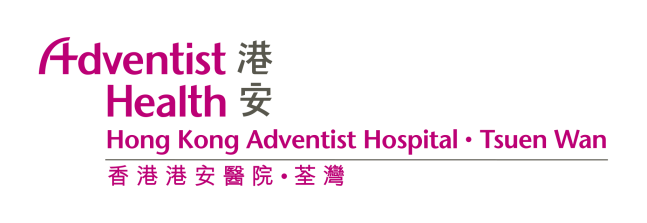 Adventist 港
Health 安
Hong Kong Adventist Hospital • Tsuen Wan
香港港安醫院 • 荃灣